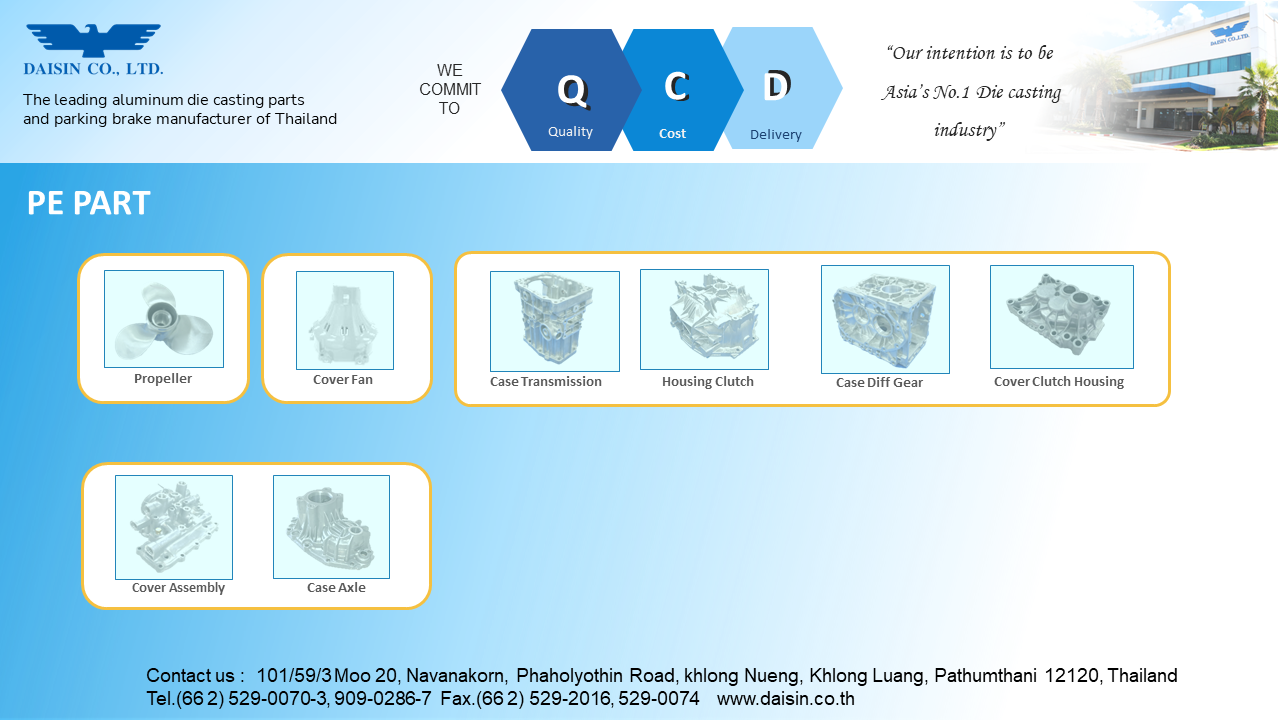 DAISIN CO., LTD.
The leading aluminum die casting parts
and parking brake manufacturer of Thailand
WE
COMMIT
TO
Q
Quality
C
Cost
D
Delivery
“Our intention is to be
Asia’s No.1 Die casting
industry”
DAISIN CO.,LTD.
PE PART
Propeller
Cover Fan
Case Transmission
Housing Clutch
Case Diff Gear
Cover Clutch Housing
Cover Assembly
Case Axle
Contact us : 101/59/3 Moo 20, Navanakorn, Phaholyothin Road, khlong Nueng, Khlong Luang, Pathumthani 12120, Thailand
Tel.(66 2) 529-0070-3, 909-0286-7 Fax.(66 2) 529-2016, 529-0074 www.daisin.co.th